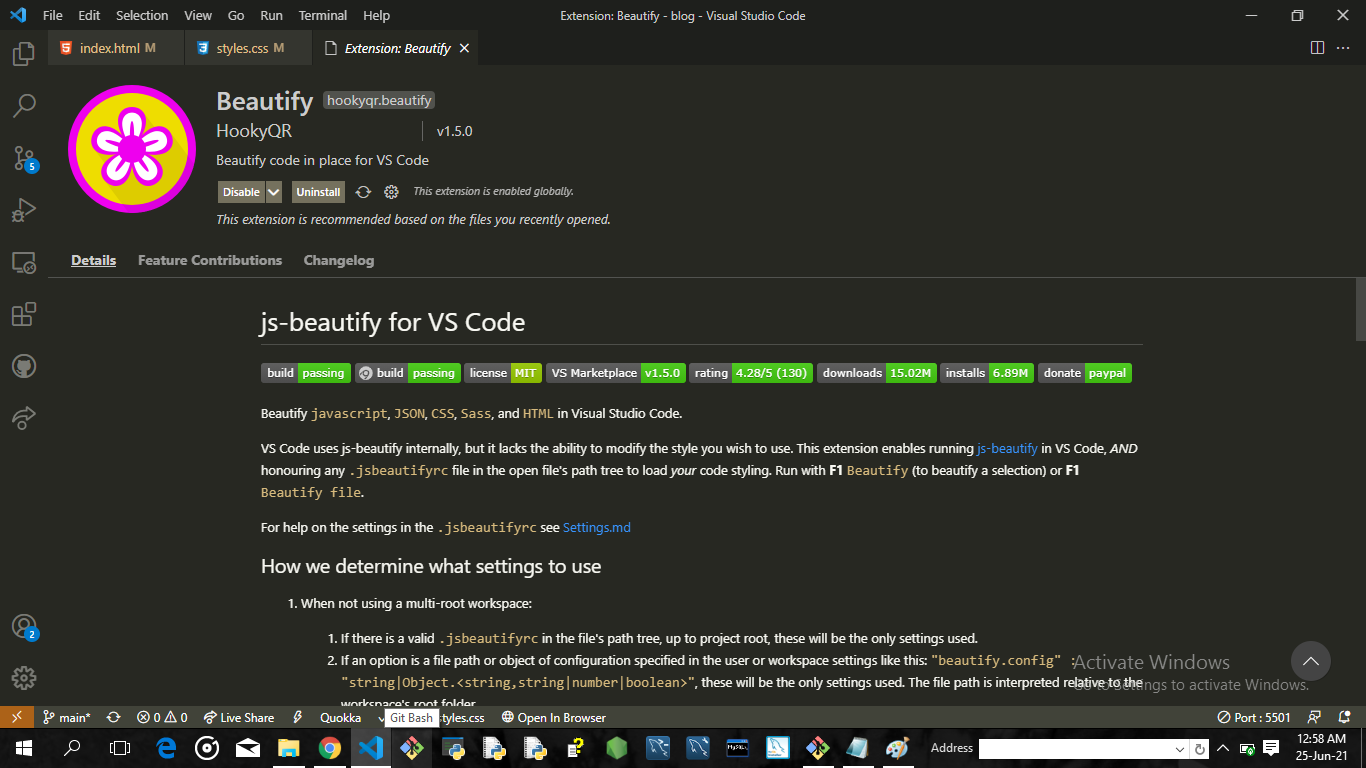 File Edit Selection View Go Run Terminal Help Extension: Beautify - blog - Visual Studio Code
index.html M styles.css M Extension: Beautify
Beautify hookyqr.beautify
HookyQR v1.5.0
Beautify code in place for VS Code
Disable Uninstall This extension is enabled globally.
This extension is recommended based on the files you recently opened.
5
Details Feature Contributions Changelog
js-beautify for VS Code
build passing build passing license MIT VS Marketplace v1.5.0 rating 4.28/5 (130) downloads 15.02M installs 6.89M donate paypal
Beautify javascript, JSON, CSS, Sass, and HTML in Visual Studio Code.
VS Code uses js-beautify internally, but it lacks the ability to modify the style you wish to use. This extension enables running js-beautify in VS Code, AND
honouring any .jsbeautifyrc file in the open file's path tree to load your code styling. Run with F1 Beautify (to beautify a selection) or F1
Beautify file.
For help on the settings in the .jsbeautifyrc see Settings.md
How we determine what settings to use
1. When not using a multi-root workspace:
1. If there is a valid .jsbeautifyrc in the file's path tree, up to project root, these will be the only settings used.
2. If an option is a file path or object of configuration specified in the user or workspace settings like this: "beautify.config" :
"string|Object.<string,string|number|boolean>", these will be the only settings used. The file path is interpreted relative to the
workspace's root folder.
2
Activate Windows
Go to Settings to activate Windows.
main* 0 0 Live Share Quokka Git Bash tyles.css Open In Browser Port : 5501
MySQL Address 12:58 AM
25-Jun-21